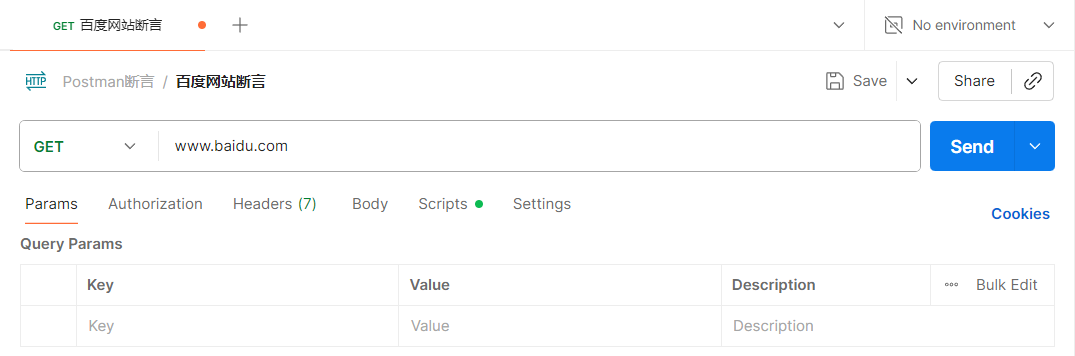 GET 百度网站断言 No environment
HTTP Postman断言 / 百度网站断言 Save Share
GET www.baidu.com Send
Params Authorization Headers (7) Body Scripts Settings Cookies
Query Params
Key Value Description Bulk Edit
Key Value Description